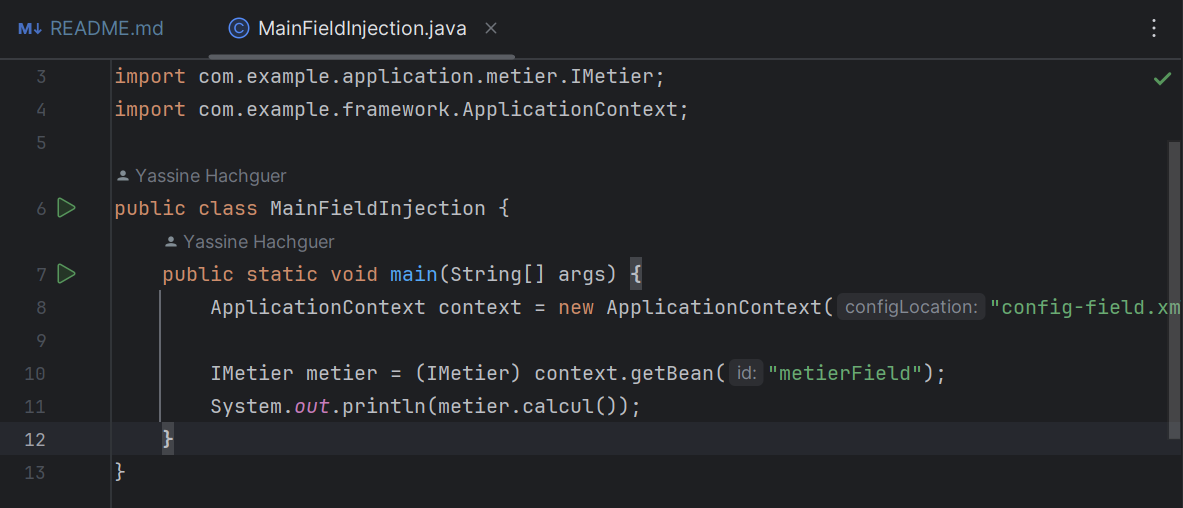 M↓ README.md
© MainFieldInjection.java ×
3 import com.example.application.metier.IMetier;
4 import com.example.framework.ApplicationContext;
5
Yassine Hachguer
6 public class MainFieldInjection {
Yassine Hachguer
7 public static void main(String[] args) {
8 ApplicationContext context = new ApplicationContext( configLocation: "config-field.xm
9
10 IMetier metier = (IMetier) context.getBean( id: "metierField");
11 System.out.println(metier.calcul());
12 }
13 }